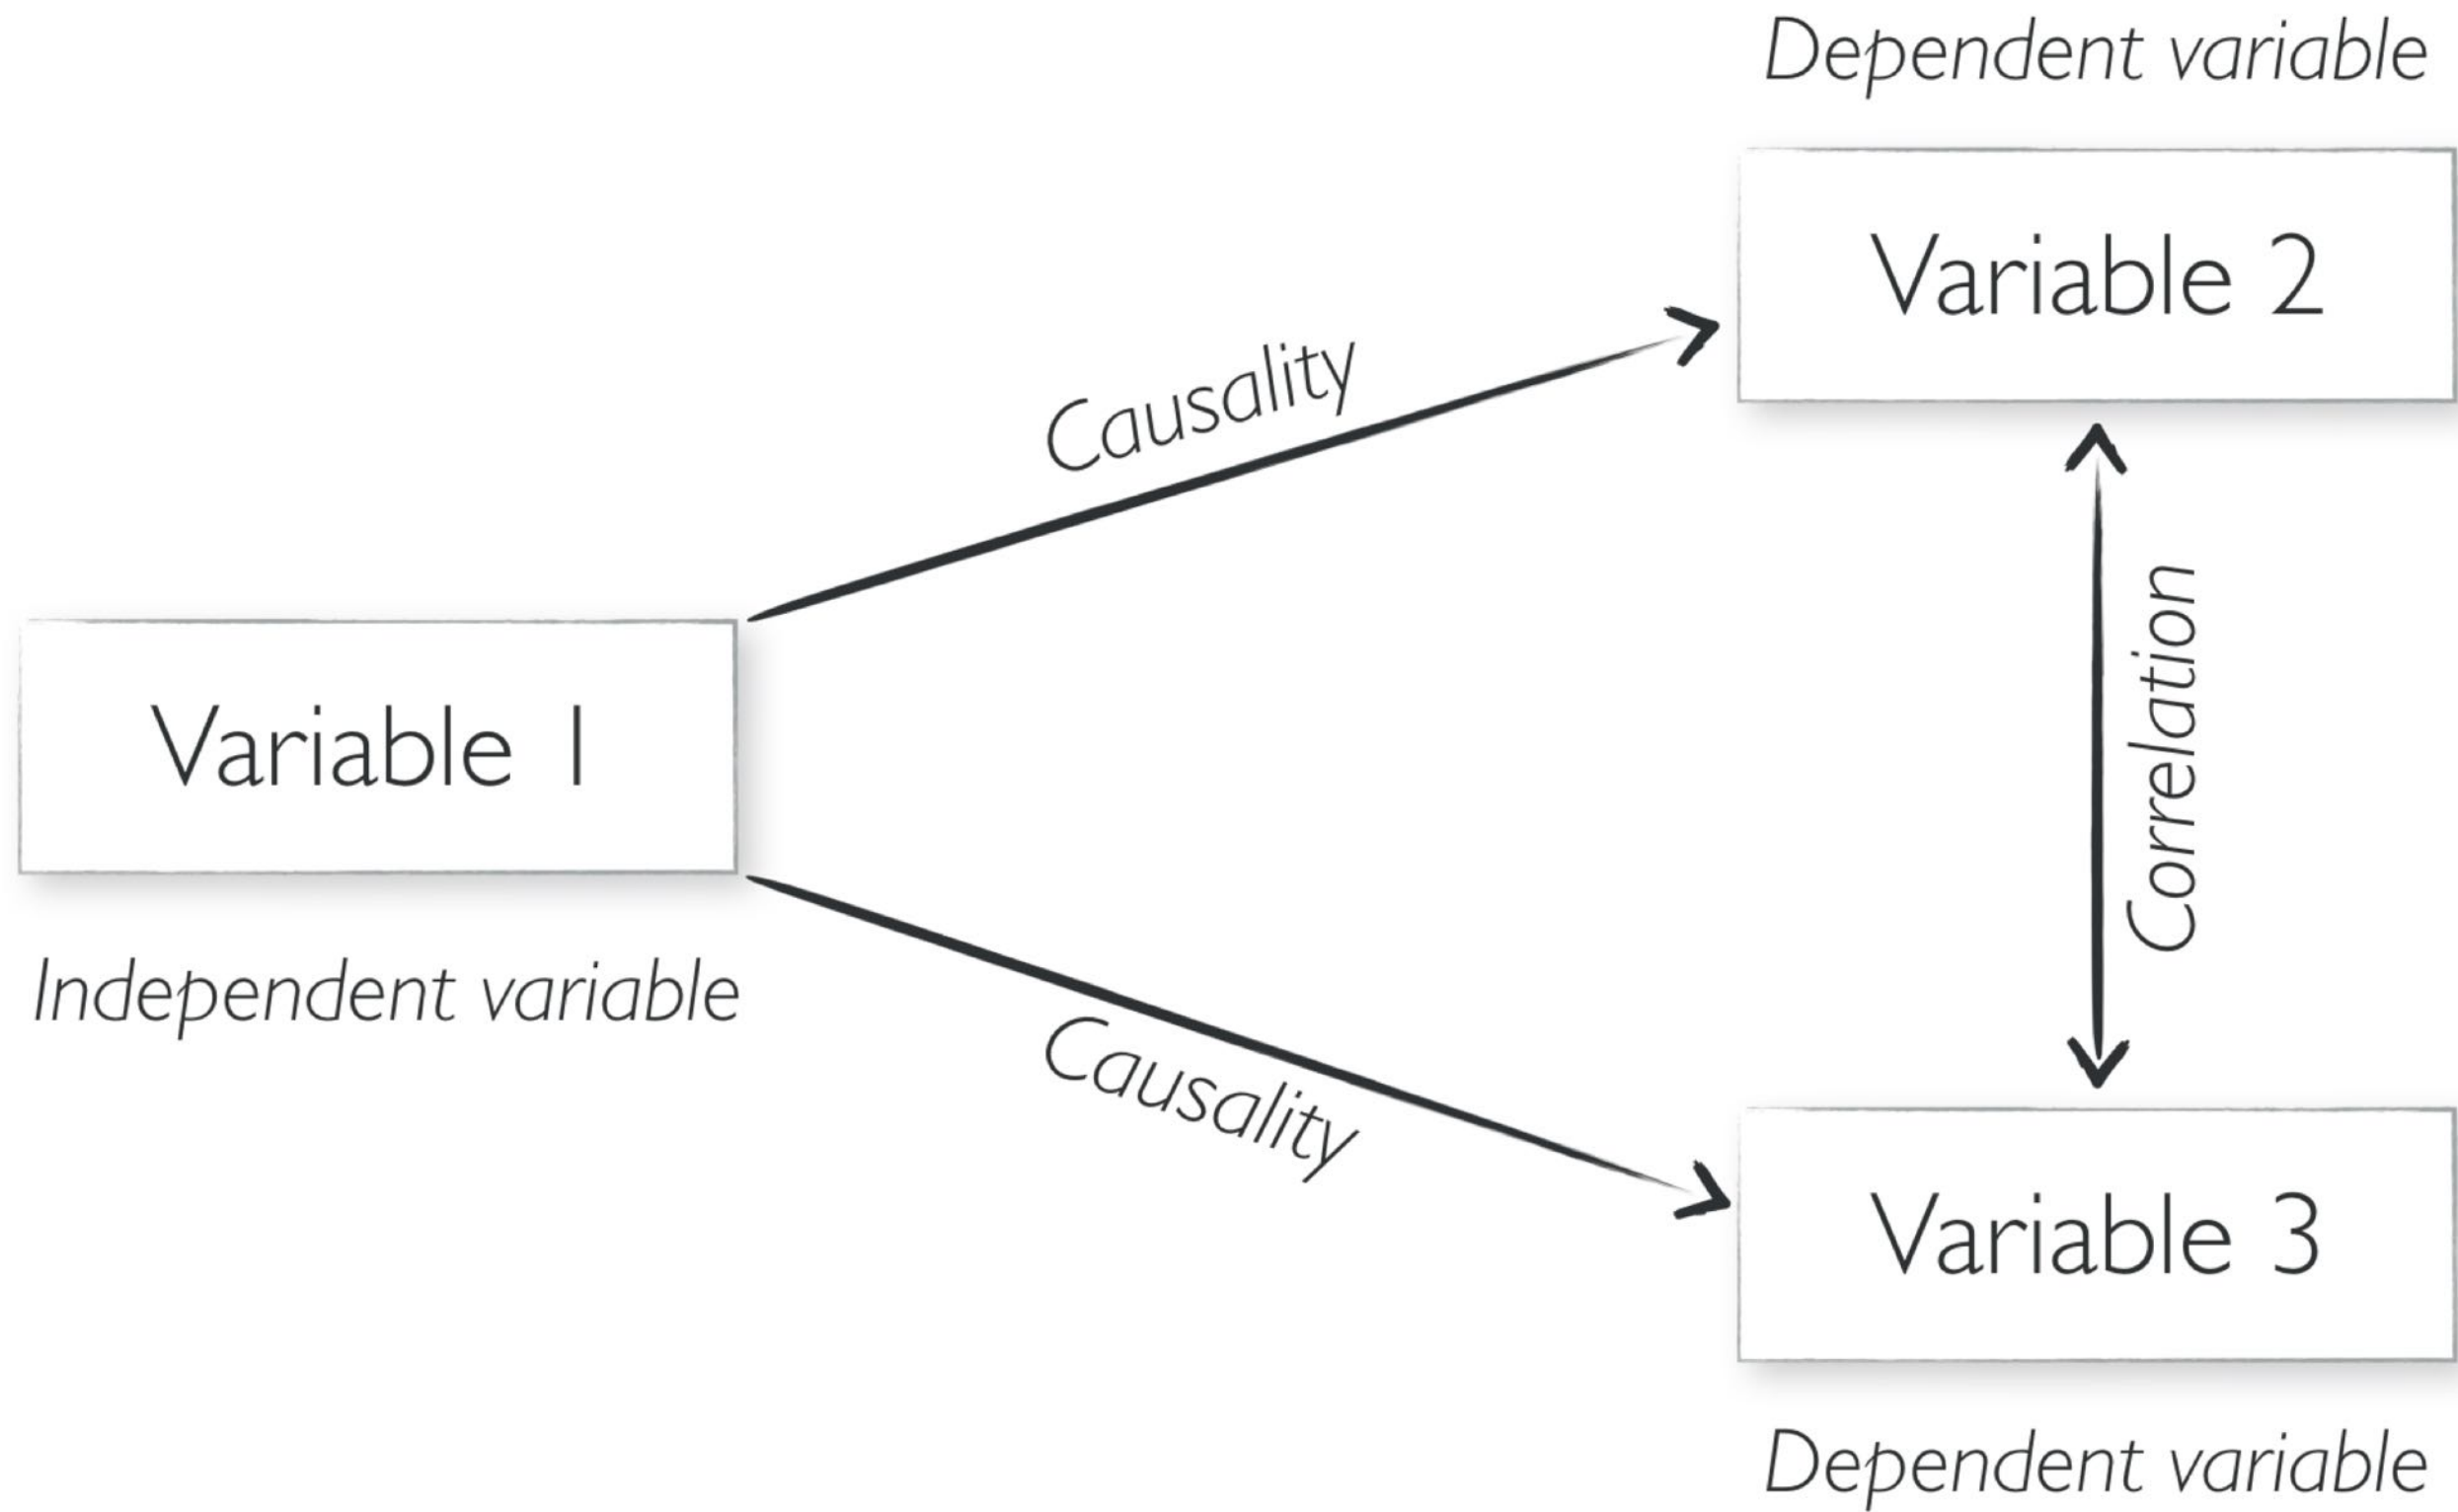 Dependent variable
Variable 2
Causality
Variable 1
Correlation
Independent variable
Causality
Variable 3
Dependent variable